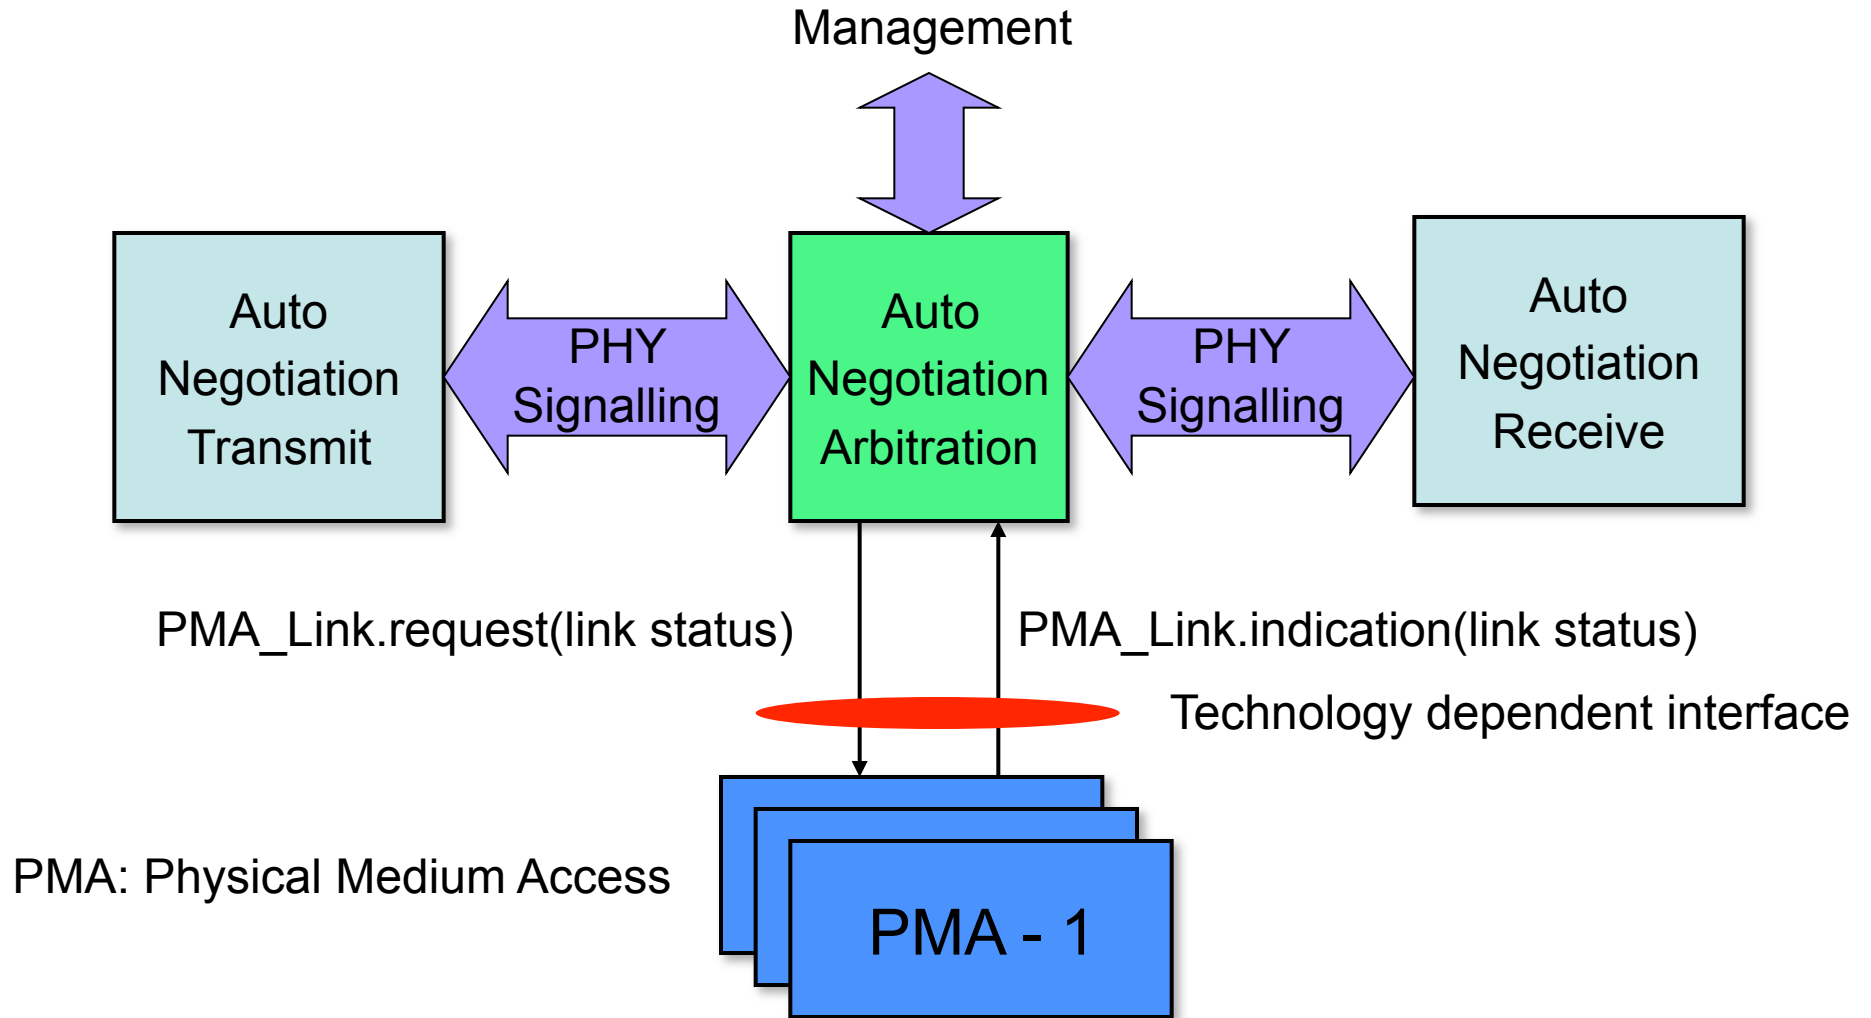 Management
Auto
Negotiation
Transmit
PHY
Signalling
Auto
Negotiation
Arbitration
PHY
Signalling
Auto
Negotiation
Receive
PMA_Link.request(link status)
PMA_Link.indication(link status)
Technology dependent interface
PMA: Physical Medium Access
PMA - 1